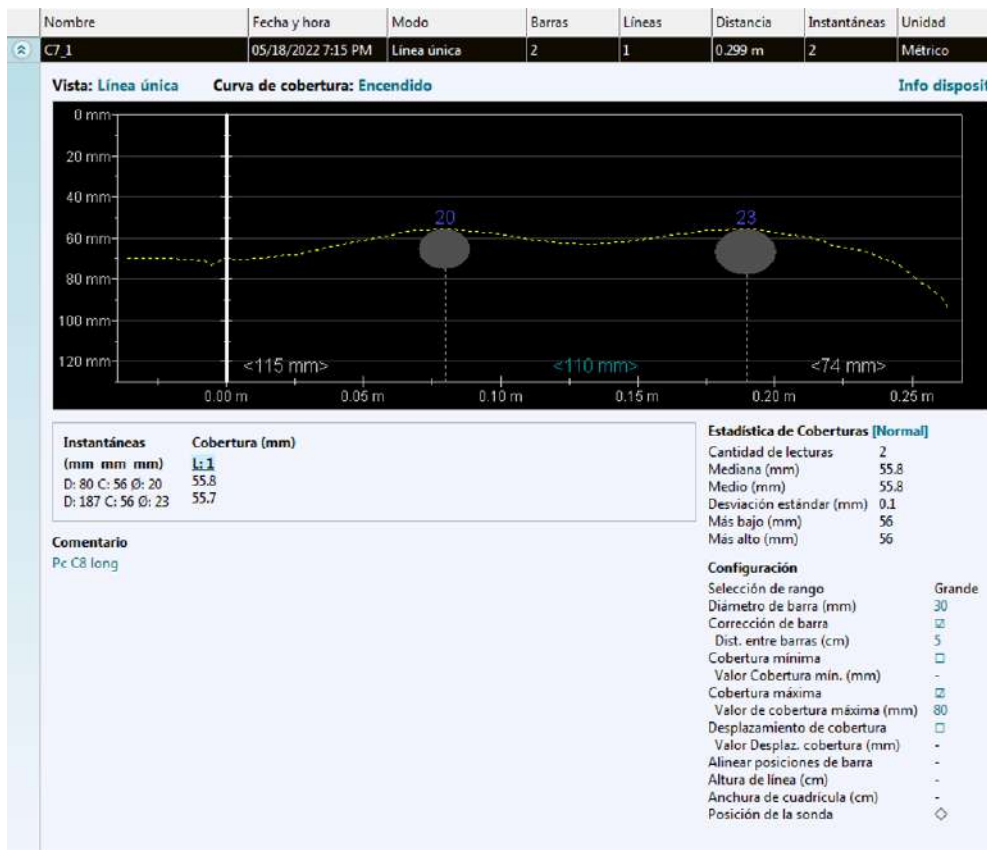 Nombre Fecha y hora Modo Barras Líneas Distancia Instantáneas Unidad
C7_1 05/18/2022 7:15 PM Línea única 2 1 0.299 m 2 Métrico
Vista: Línea única Curva de cobertura: Encendido Info disposit
0 mm
20 mm
40 mm
60 mm
80 mm
100 mm
120 mm
20 23
<115 mm> <110 mm> <74 mm>
0.00 m 0.05 m 0.10 m 0.15 m 0.20 m 0.25 m
Instantáneas Cobertura (mm)
(mm mm mm) L: 1
D: 80 C: 56 Ø: 20 55.8
D: 187 C: 56 Ø: 23 55.7
Comentario
Pc C8 long
Estadística de Coberturas [Normal]
Cantidad de lecturas 2
Mediana (mm) 55.8
Medio (mm) 55.8
Desviación estándar (mm) 0.1
Más bajo (mm) 56
Más alto (mm) 56
Configuración
Selección de rango Grande
Diámetro de barra (mm) 30
Corrección de barra ☑
Dist. entre barras (cm) 5
Cobertura mínima ☐
Valor Cobertura mín. (mm) -
Cobertura máxima ☑
Valor de cobertura máxima (mm) 80
Desplazamiento de cobertura ☐
Valor Desplaz. cobertura (mm) -
Alinear posiciones de barra -
Altura de línea (cm) -
Anchura de cuadrícula (cm) -
Posición de la sonda ◇